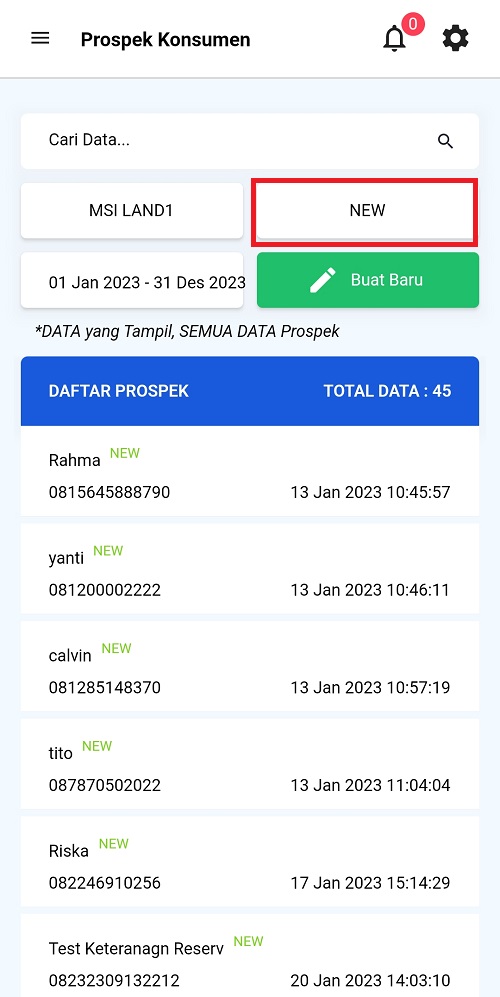 Prospek Konsumen
0
Cari Data...
MSI LAND1
NEW
01 Jan 2023 - 31 Des 2023
Buat Baru
*DATA yang Tampil, SEMUA DATA Prospek
DAFTAR PROSPEK TOTAL DATA : 45
Rahma NEW
0815645888790 13 Jan 2023 10:45:57
yanti NEW
081200002222 13 Jan 2023 10:46:11
calvin NEW
081285148370 13 Jan 2023 10:57:19
tito NEW
087870502022 13 Jan 2023 11:04:04
Riska NEW
082246910256 17 Jan 2023 15:14:29
Test Keteranagn Reserv NEW
08232309132212 20 Jan 2023 14:03:10